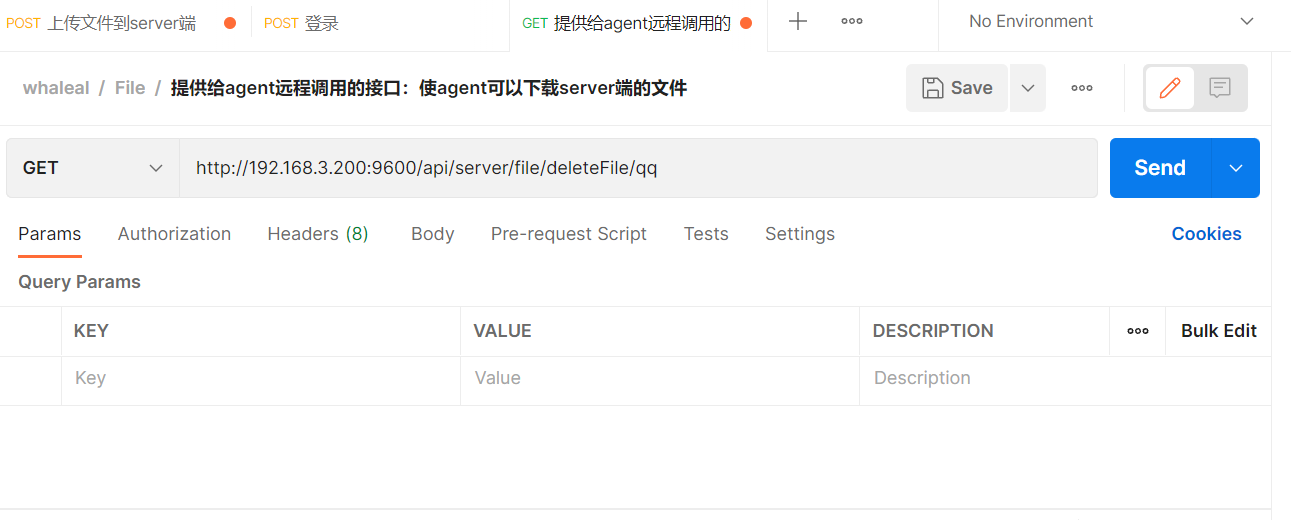 POST 上传文件到server端 POST 登录 GET 提供给agent远程调用的 No Environment
whaleal / File / 提供给agent远程调用的接口：使agent可以下载server端的文件 Save
GET http://192.168.3.200:9600/api/server/file/deleteFile/qq Send
Params Authorization Headers (8) Body Pre-request Script Tests Settings Cookies
Query Params
KEY VALUE DESCRIPTION Bulk Edit
Key Value Description